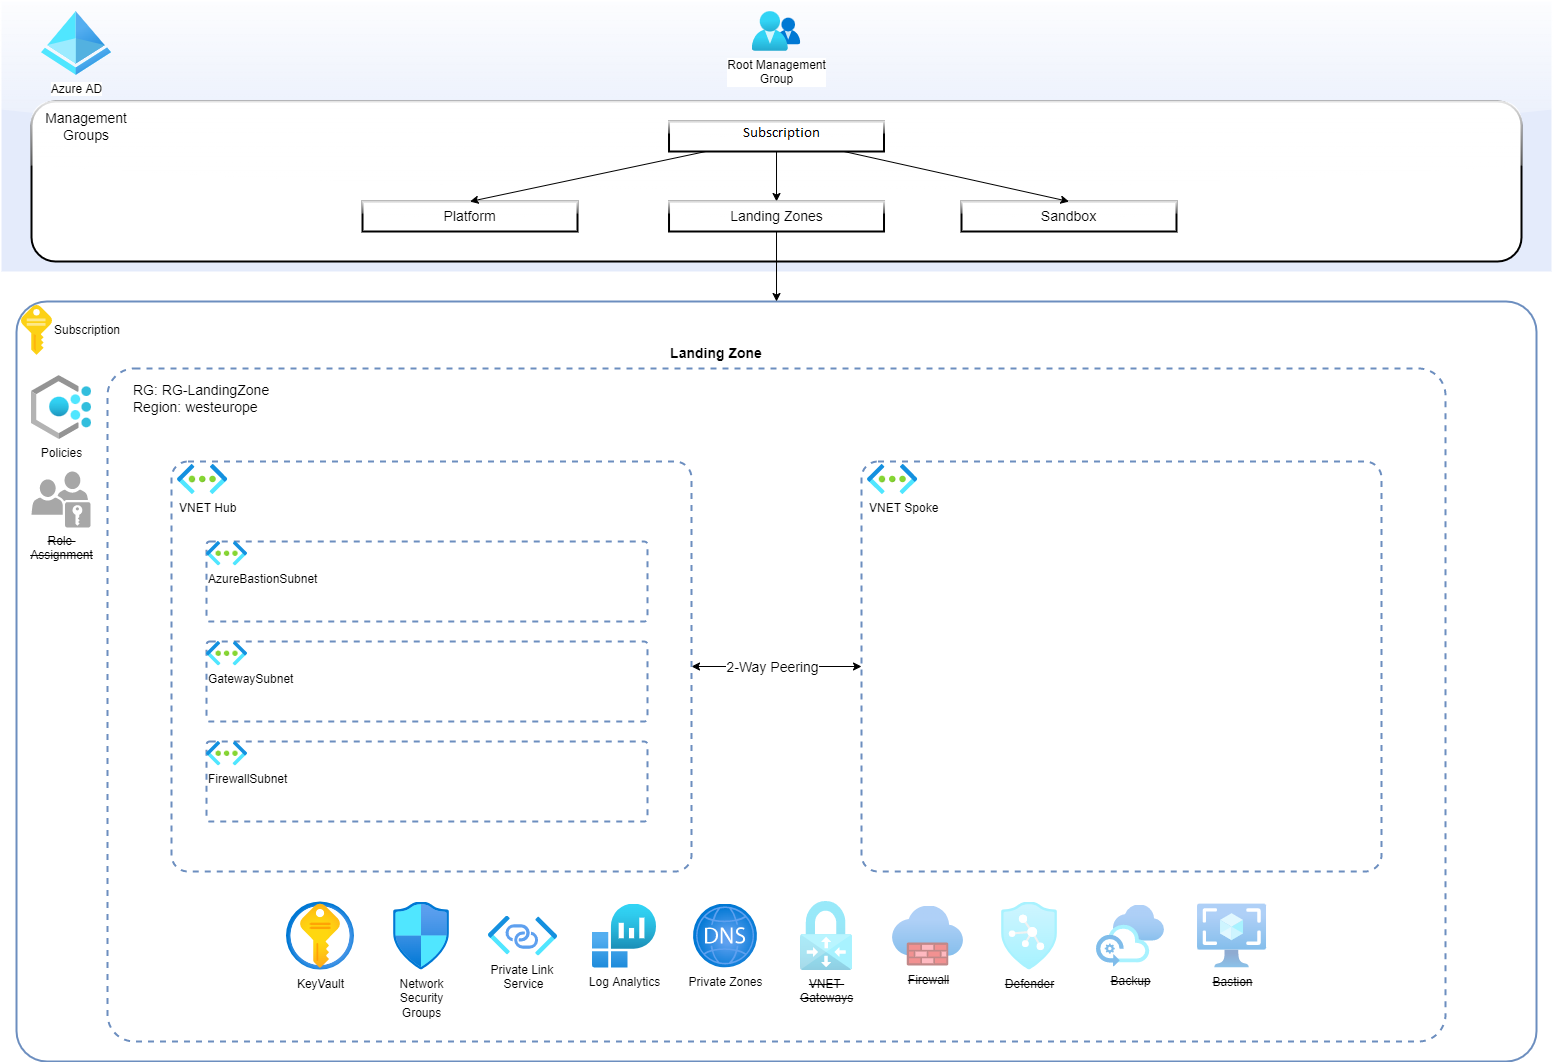 Azure AD
Root Management
Group
Management
Groups
Subscription
Platform
Landing Zones
Sandbox
Subscription
Landing Zone
RG: RG-LandingZone
Region: westeurope
Policies
Role
Assignment
VNET Hub
VNET Spoke
AzureBastionSubnet
GatewaySubnet
2-Way Peering
FirewallSubnet
DNS
KeyVault
Network
Security
Groups
Private Link
Service
Log Analytics
Private Zones
VNET
Gateways
Firewall
Defender
Backup
Bastion